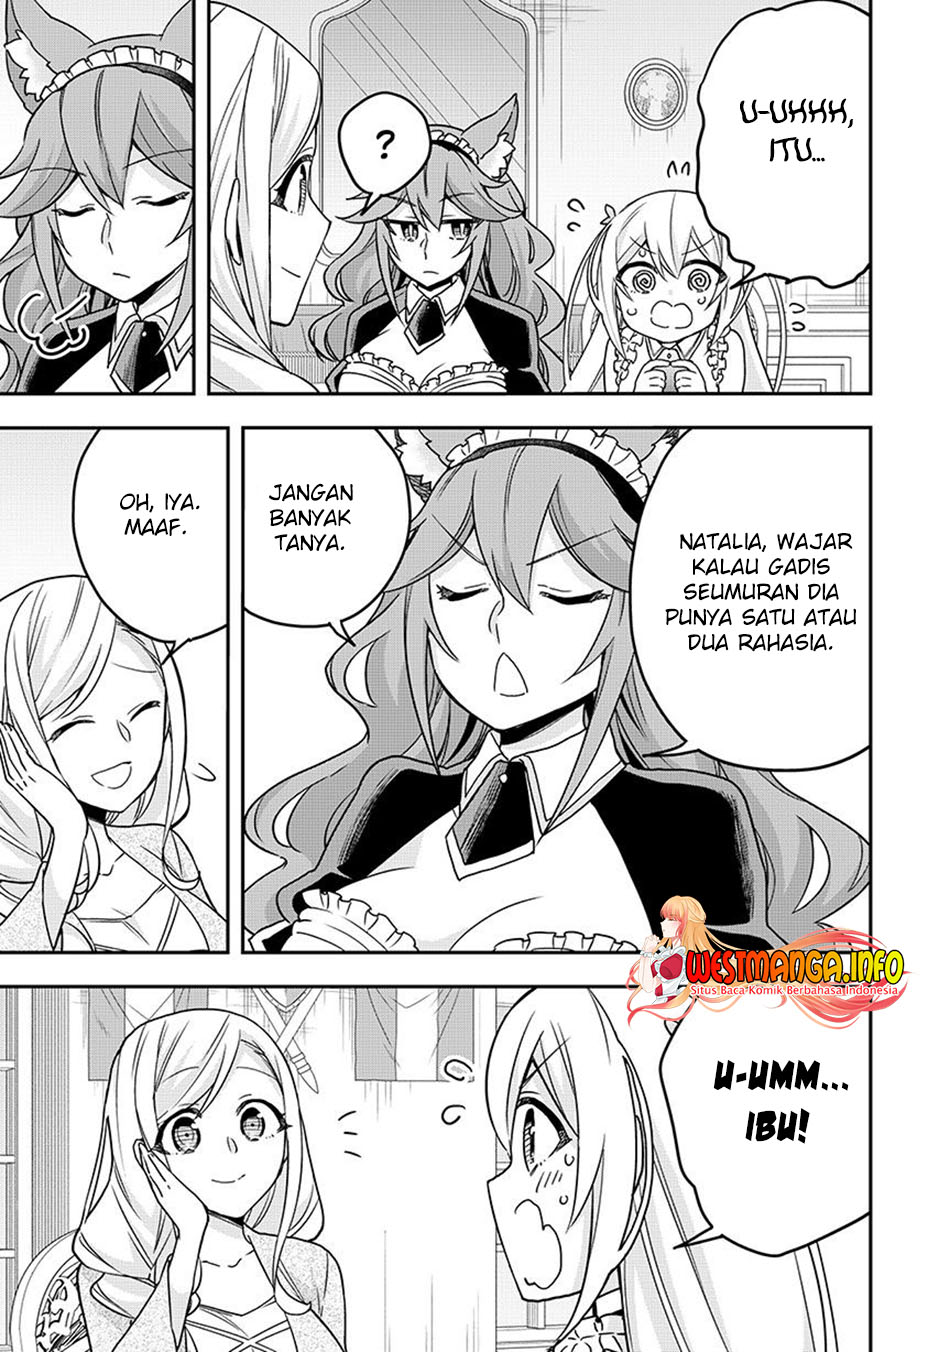 U-UHHH,
ITU...
?
NATALIA, WAJAR
KALAU GADIS
SEUMURAN DIA
PUNYA SATU ATAU
DUA RAHASIA.
JANGAN
BANYAK
TANYA.
OH, IYA.
MAAF.
WESTMANGA.INFO
Situs Baca Komik Berbahasa Indonesia
U-UMM...
IBU!